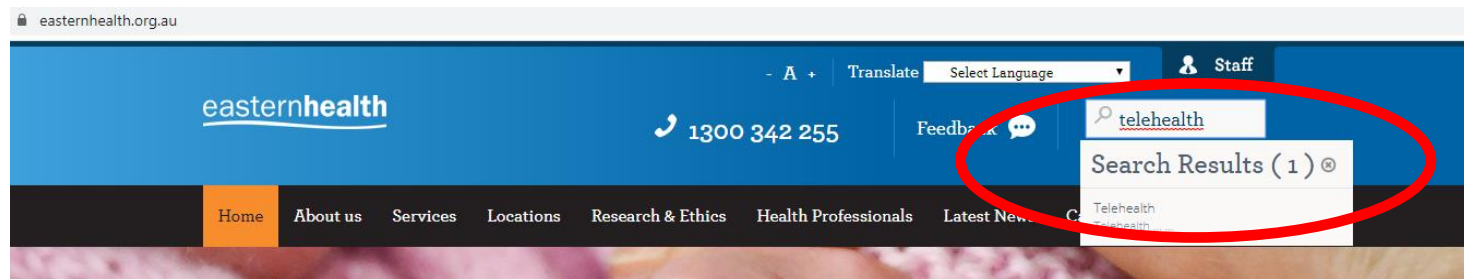 easternhealth.org.au
- A + Translate Select Language Staff
easternhealth
1300 342 255 Feedback telehealth
Search Results (1)
Home About us Services Locations Research & Ethics Health Professionals Latest News
Telehealth
Telehealth ... ...